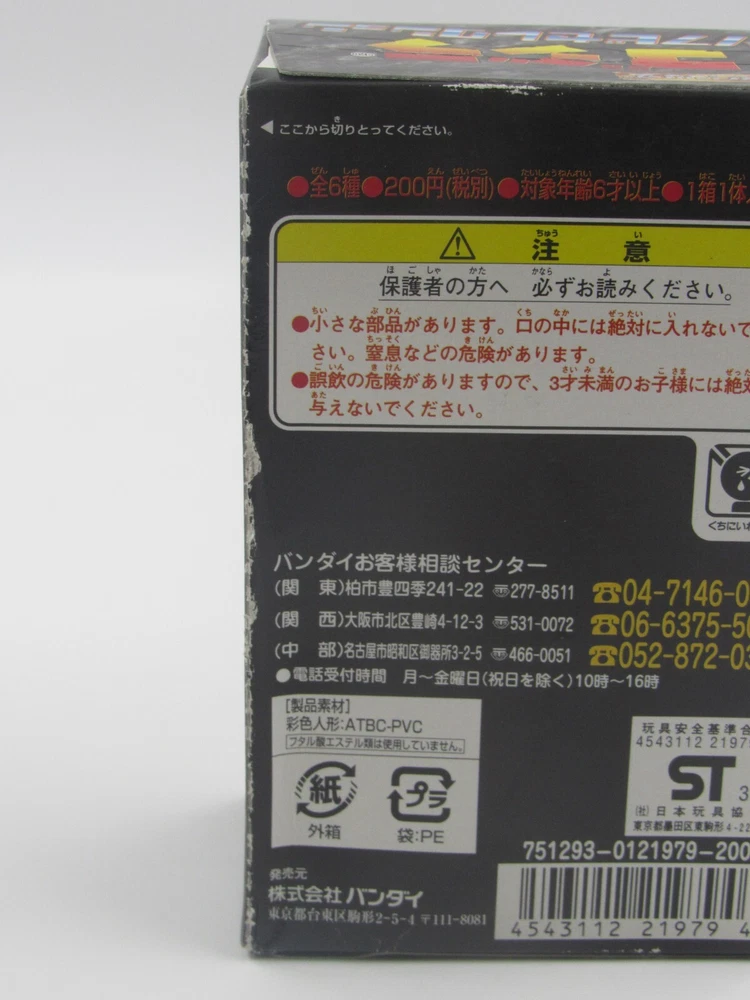 ◀ここから切りとってください。
●全6種●200円(税別)●対象年齢6才以上●1箱1体
⚠注意
保護者の方へ 必ずお読みください。
●小さな部品があります。口の中には絶対に入れないで
さい。窒息などの危険があります。
●誤飲の危険がありますので、3才未満のお子様には絶対
与えないでください。
くちにいれ
バンダイお客様相談センター
(関 東)柏市豊四季241-22 〒277-8511 ☎04-7146-0
(関 西)大阪市北区豊崎4-12-3 〒531-0072 ☎06-6375-50
(中 部)名古屋市昭和区御器所3-2-5 〒466-0051 ☎052-872-03
●電話受付時間 月〜金曜日(祝日を除く)10時〜16時
[製品素材]
彩色人形:ATBC-PVC
フタル酸エステル類は使用していません。
紙
外箱
プラ
袋:PE
玩具安全基準合
4543112 2197
ST
(社)日本玩具協
東京都墨田区東駒形4-22
751293-0121979-200
発売元
株式会社 バンダイ
東京都台東区駒形2-5-4 〒111-8081
4543112 21979 4